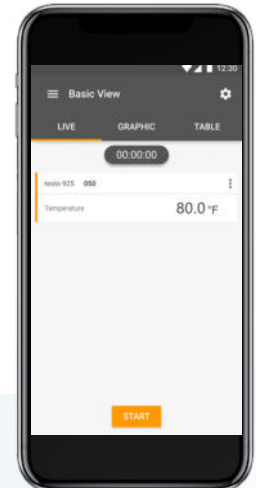 12:30
Basic View
LIVE GRAPHIC TABLE
00:00:00
testo 925 050
Temperature 80.0 °F
START